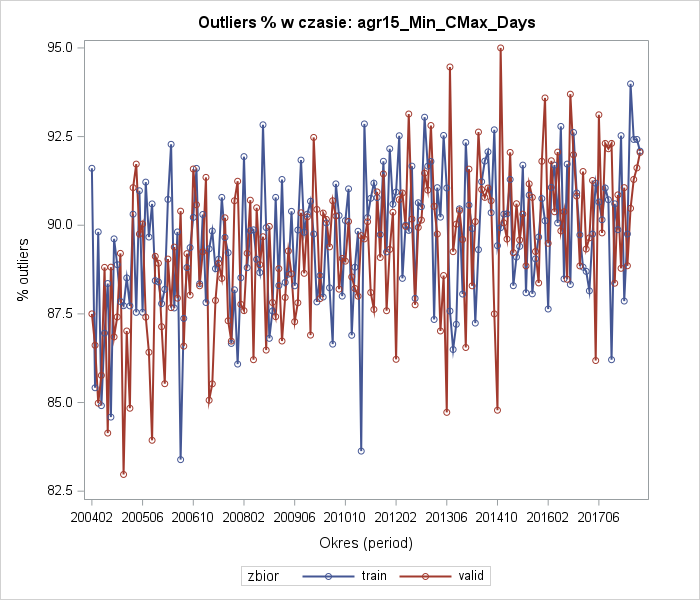 Outliers % w czasie: agr15_Min_CMax_Days
95.0
92.5
90.0
87.5
85.0
82.5
% outliers
200402 200506 200610 200802 200906 201010 201202 201306 201410 201602 201706
Okres (period)
zbior train valid